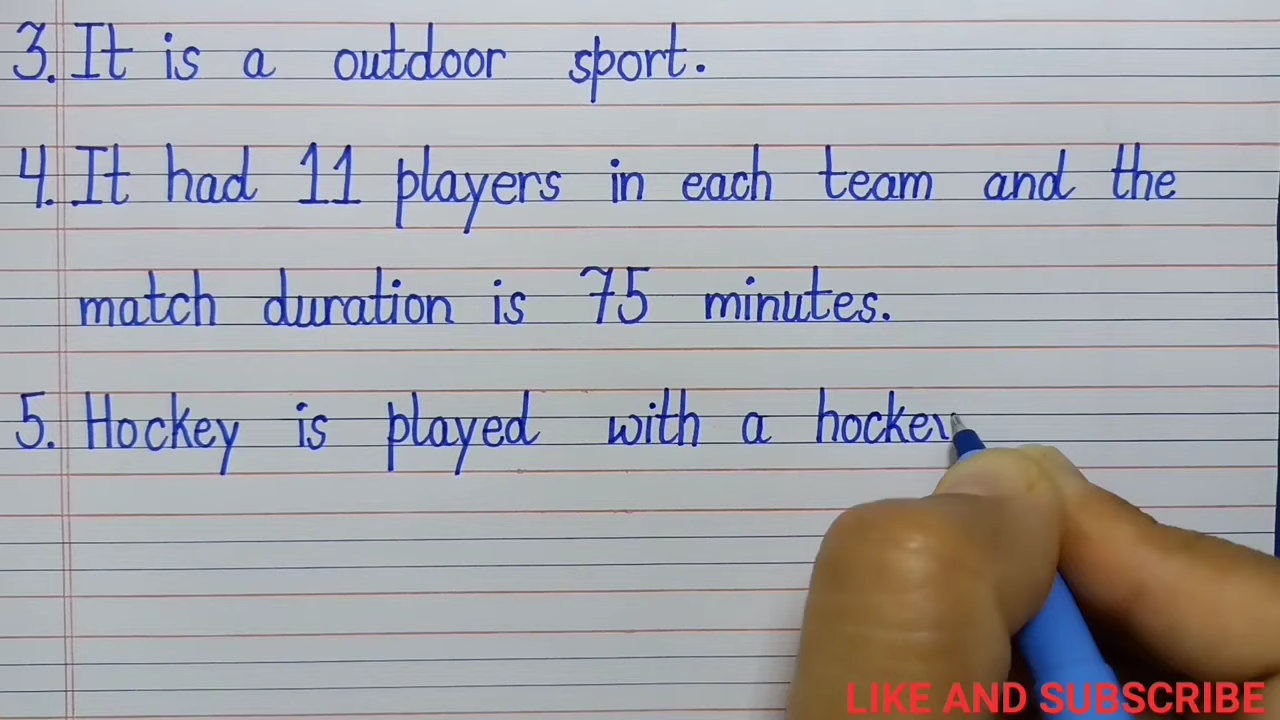 3. It is a outdoor sport.
4. It had 11 players in each team and the
match duration is 75 minutes.
5. Hockey is played with a hockey
LIKE AND SUBSCRIBE